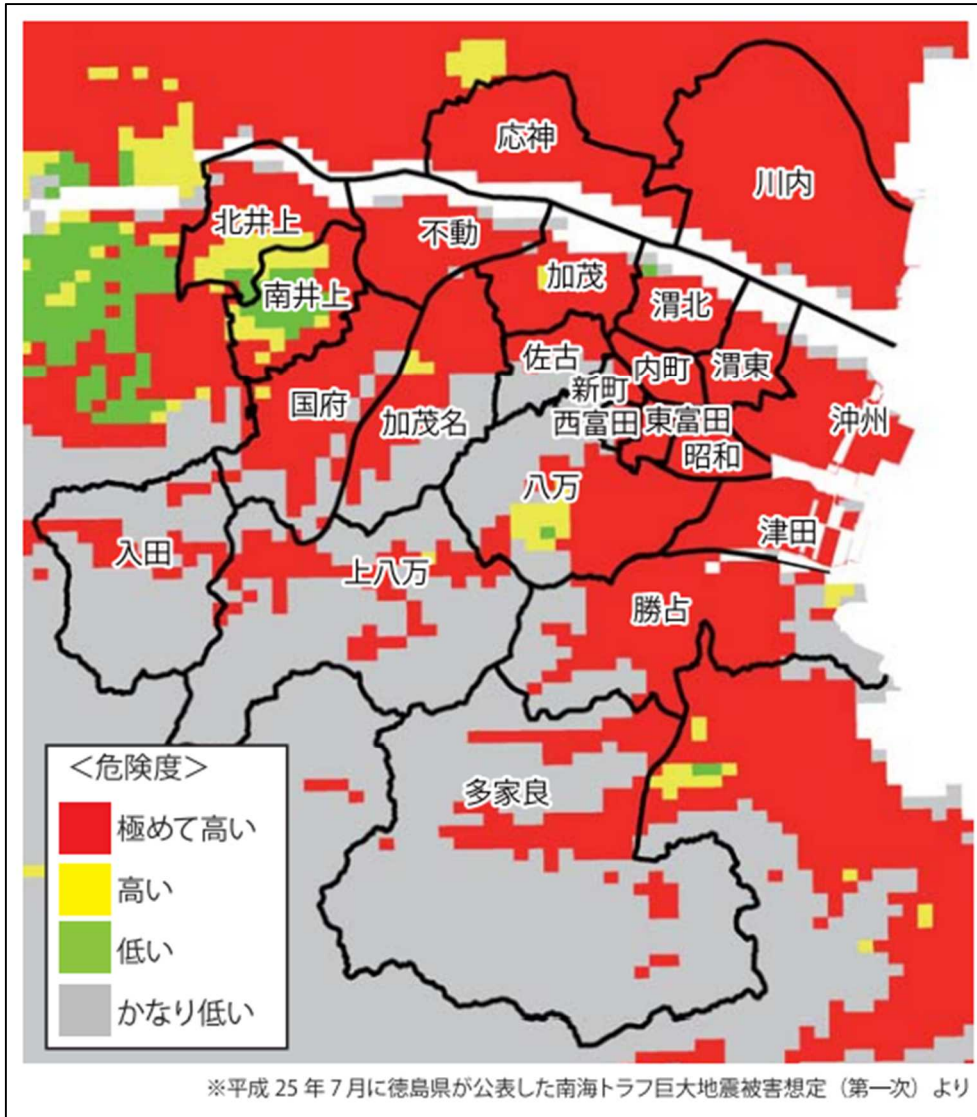 応神
川内
北井上
不動
南井上
加茂
渭北
佐古
内町
渭東
新町
国府
加茂名
西富田
東富田
沖州
昭和
八万
津田
入田
上八万
勝占
多家良
＜危険度＞
極めて高い
高い
低い
かなり低い
※平成 25 年 7 月に徳島県が公表した南海トラフ巨大地震被害想定（第一次）より